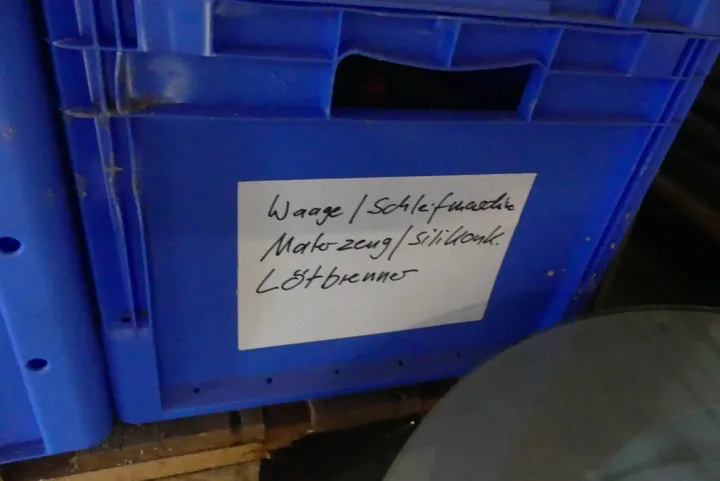 Waage / Schleifmaschine
Malerzeug / Silikonk.
Lötbrenner